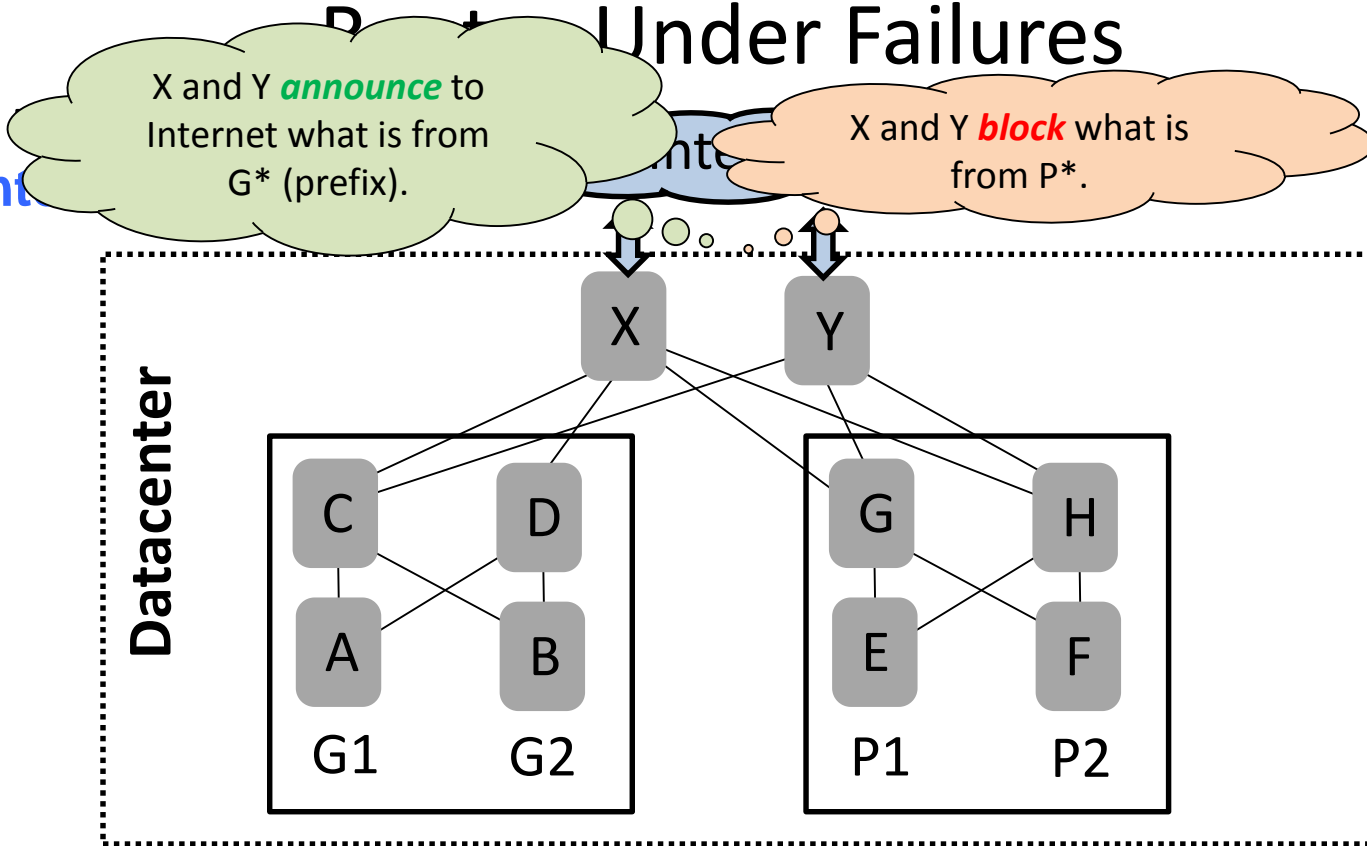 Under Failures
X and Y announce to
Internet what is from
G* (prefix).
X and Y block what is
from P*.
X
Y
Datacenter
C
D
G
H
A
B
E
F
G1
G2
P1
P2